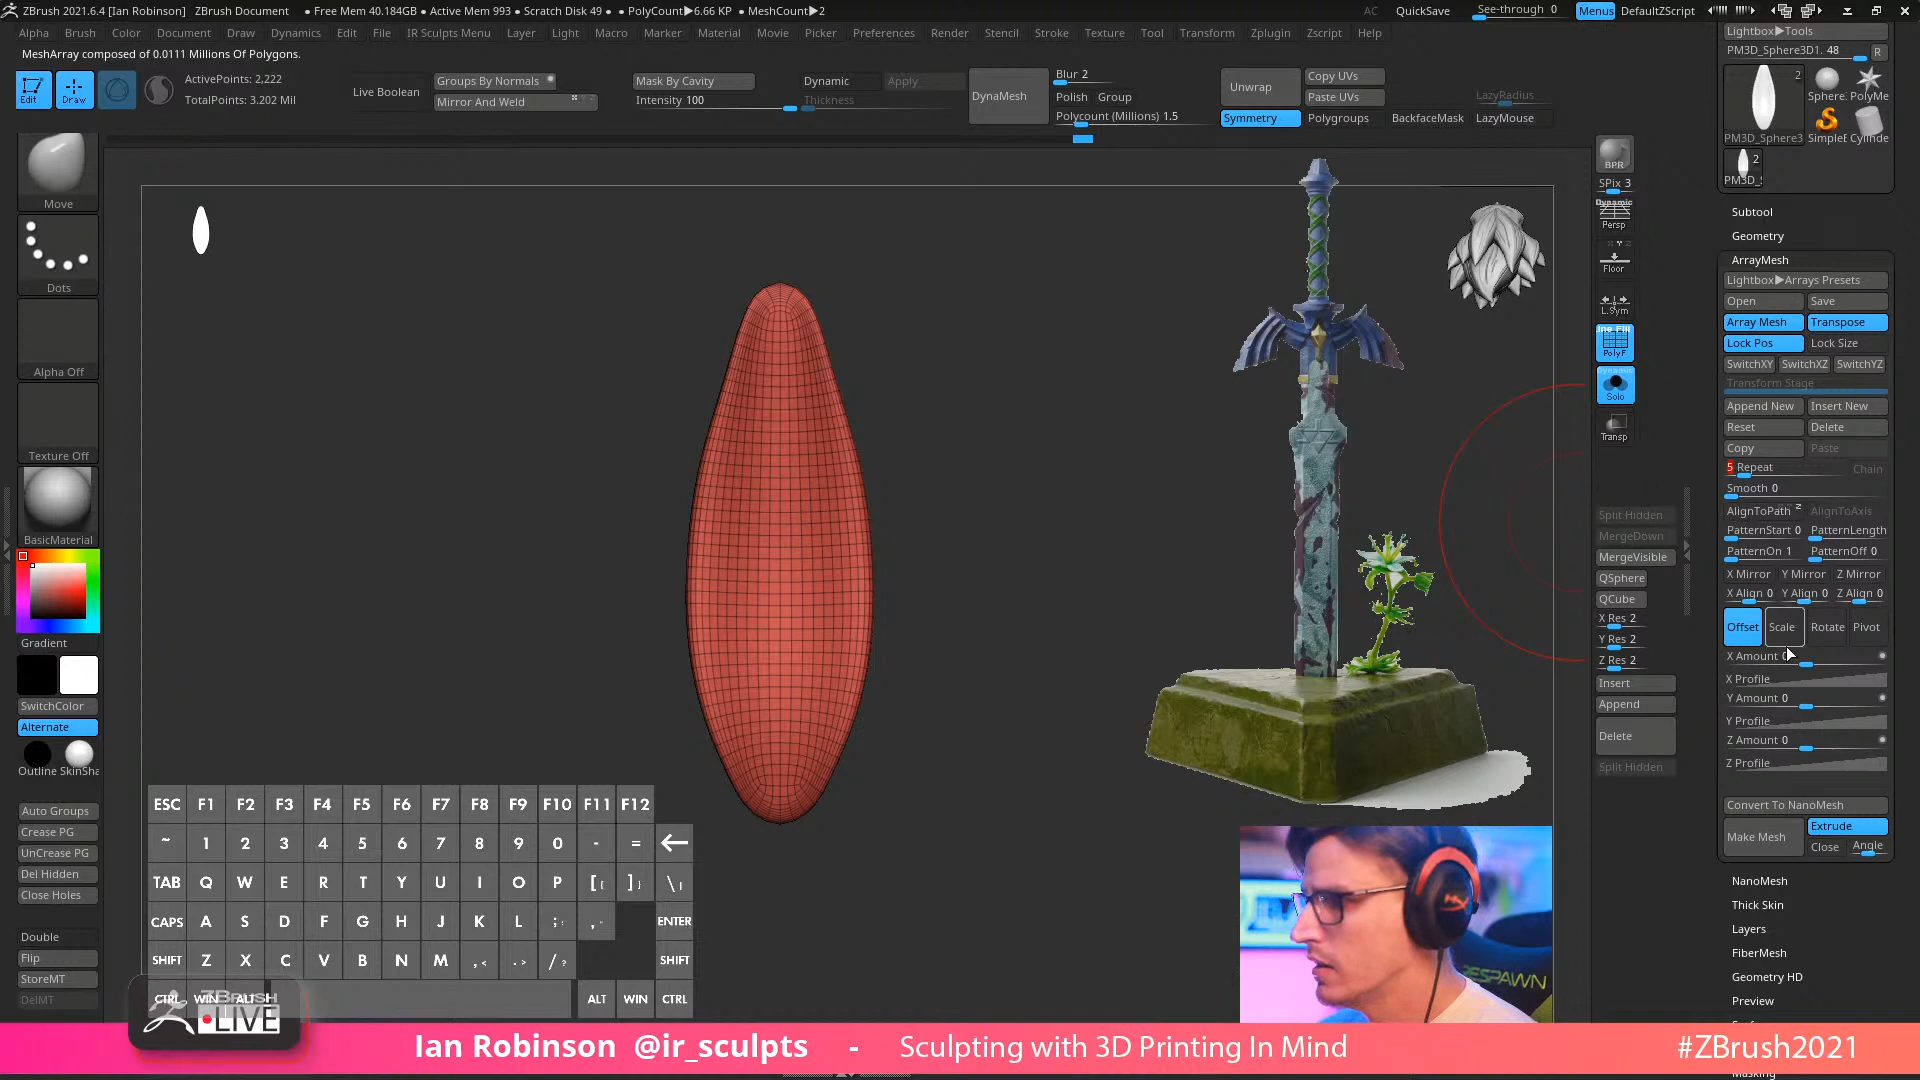 ZBrush 2021.6.4 [Ian Robinson] ZBrush Document • Free Mem 40.184GB • Active Mem 993 • Scratch Disk 49 • PolyCount▶6.66 KP • MeshCount▶2 AC QuickSave See-through 0 Menus DefaultZScript
Alpha Brush Color Document Draw Dynamics Edit File IR Sculpts Menu Layer Light Macro Marker Material Movie Picker Preferences Render Stencil Stroke Texture Tool Transform Zplugin Zscript Help
MeshArray composed of 0.0111 Millions Of Polygons.
Edit Draw
ActivePoints: 2,222
TotalPoints: 3.202 Mil
Live Boolean
Groups By Normals
Mirror And Weld
Mask By Cavity
Intensity 100
Dynamic Apply
Thickness
DynaMesh
Blur 2
Polish Group
Polycount (Millions) 1.5
Unwrap
Copy UVs
Paste UVs
Symmetry Polygroups BackfaceMask LazyMouse
LazyRadius
Move
Dots
Alpha Off
Texture Off
BasicMaterial
Gradient
SwitchColor
Alternate
Outline SkinSha
Auto Groups
Crease PG
UnCrease PG
Del Hidden
Close Holes
Double
Flip
StoreMT
DelMT
ESC F1 F2 F3 F4 F5 F6 F7 F8 F9 F10 F11 F12
~ 1 2 3 4 5 6 7 8 9 0 - =
TAB Q W E R T Y U I O P [ { ] } \ |
CAPS A S D F G H J K L ; : ENTER
SHIFT Z X C V B N M , < . > / ? SHIFT
CTRL WIN ALT ALT WIN CTRL
ZBRUSH
LIVE
RESPAWN
BPR
SPix 3
Dynamic
Persp
Floor
L.Sym
Line Fill
PolyF
Dynamic
Solo
Transp
Split Hidden
MergeDown
MergeVisible
QSphere
QCube
X Res 2
Y Res 2
Z Res 2
Insert
Append
Delete
Split Hidden
Lightbox▶Tools
PM3D_Sphere3D1. 48 R
2
Sphere PolyMe
PM3D_Sphere3 SimpleE Cylinde
2
PM3D_S
Subtool
Geometry
ArrayMesh
Lightbox▶Arrays Presets
Open Save
Array Mesh Transpose
Lock Pos Lock Size
SwitchXY SwitchXZ SwitchYZ
Transform Stage
Append New Insert New
Reset Delete
Copy Paste
5 Repeat Chain
Smooth 0
AlignToPath z AlignToAxis
PatternStart 0 PatternLength
PatternOn 1 PatternOff 0
X Mirror Y Mirror Z Mirror
X Align 0 Y Align 0 Z Align 0
Offset Scale Rotate Pivot
X Amount 0
X Profile
Y Amount 0
Y Profile
Z Amount 0
Z Profile
Convert To NanoMesh
Make Mesh
Extrude
Close Angle
NanoMesh
Thick Skin
Layers
FiberMesh
Geometry HD
Preview
Ian Robinson @ir_sculpts - Sculpting with 3D Printing In Mind #ZBrush2021